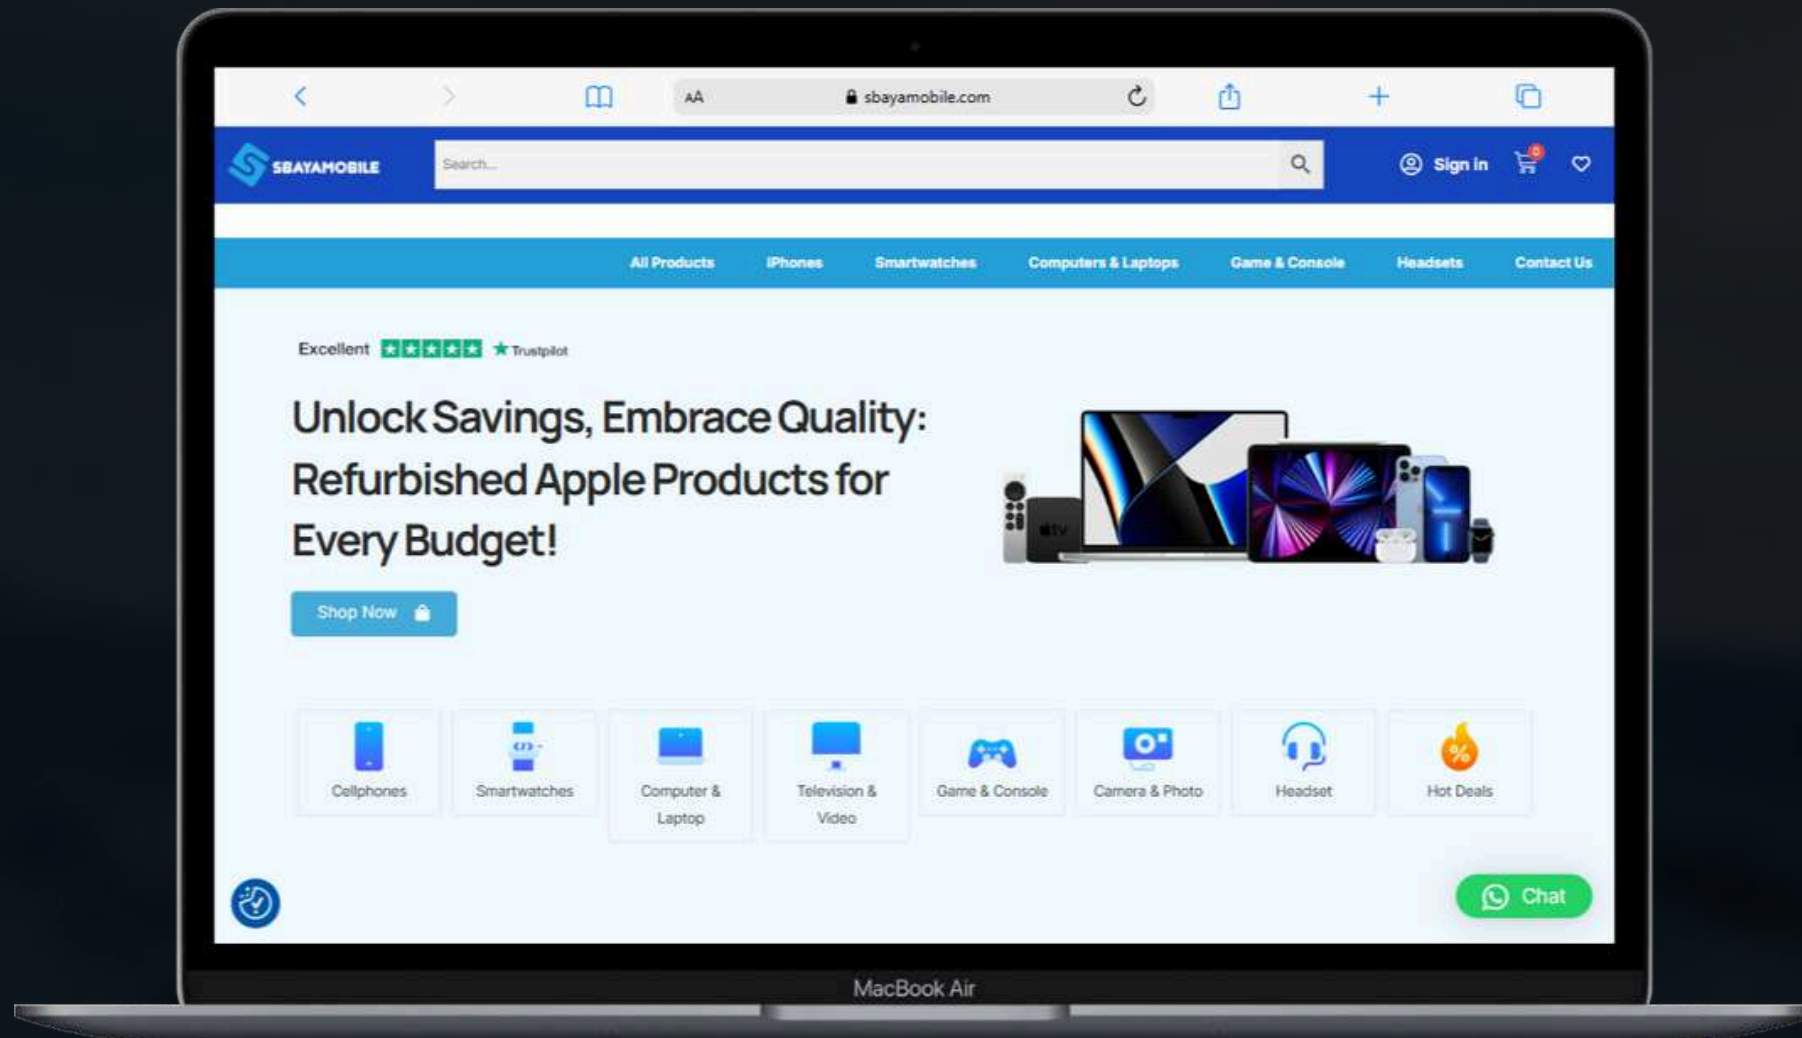 AA
sbayamobile.com
SBAYAMOBILE
Search...
Sign in
0
All Products
iPhones
Smartwatches
Computers & Laptops
Game & Console
Headsets
Contact Us
Excellent
Trustpilot
Unlock Savings, Embrace Quality:
Refurbished Apple Products for
Every Budget!
tv
Shop Now
Cellphones
Smartwatches
Computer &
Laptop
Television &
Video
Game & Console
Camera & Photo
Headset
%
Hot Deals
Chat
MacBook Air